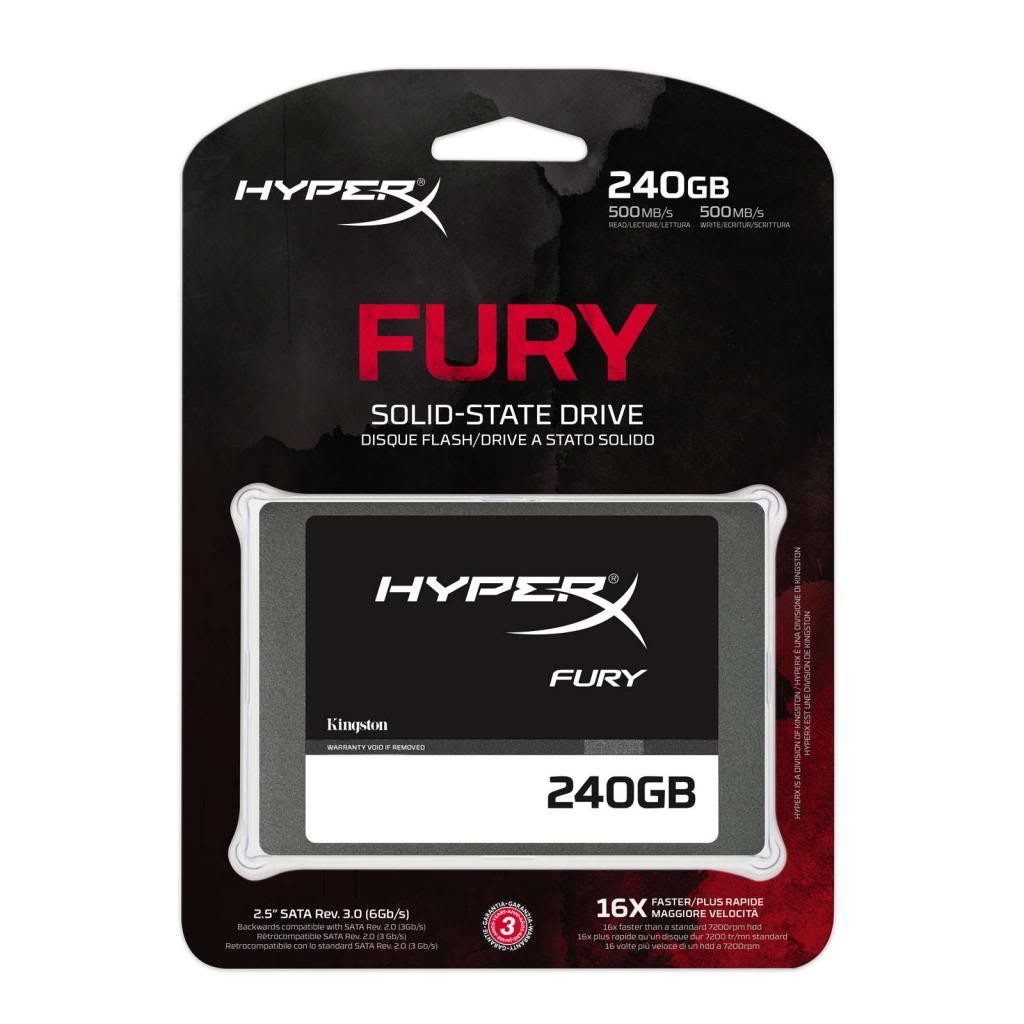 HYPERX®
240GB
500MB/s 500MB/s
READ/LECTURE/LETTURA WRITE/ECRITUR/SCRITTURA
FURY
SOLID-STATE DRIVE
DISQUE FLASH/DRIVE A STATO SOLIDO
HYPERX®
FURY
Kingston
WARRANTY VOID IF REMOVED
240GB
HYPERX IS A DIVISION OF KINGSTON / HYPERX È UNA DIVISIONE DI KINGSTON
HYPERX EST UNE DIVISION DE KINGSTON
2.5" SATA Rev. 3.0 (6Gb/s)
Backwards compatible with SATA Rev. 2.0 (3Gb/s)
Rétrocompatible SATA Rev. 2.0 (3 Gb/s)
Retrocompatibile con lo standard SATA Rev. 2.0 (3 Gb/s)
GARANTIA·GARANZIA
WARRANTY·GARANTIE
3
16X FASTER/PLUS RAPIDE
MAGGIORE VELOCITÀ
16x faster than a standard 7200rpm hdd
16x plus rapide qu'un disque dur 7200 tr/mn standard
16 volte più veloce di un hdd a 7200rpm